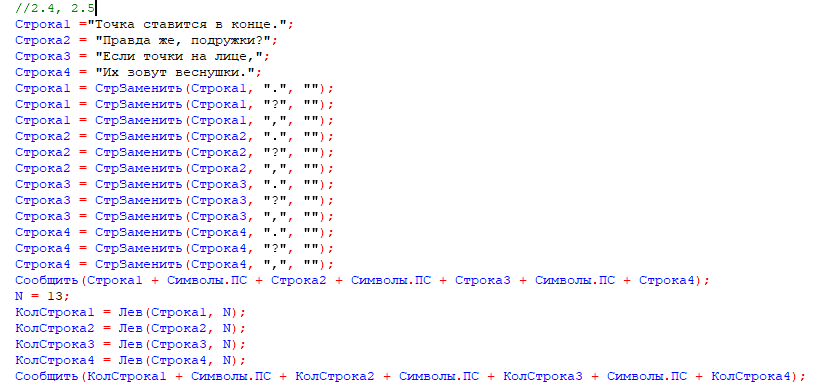 //2.4, 2.5
Строка1 ="Точка ставится в конце.";
Строка2 = "Правда же, подружки?";
Строка3 = "Если точки на лице,";
Строка4 = "Их зовут веснушки.";
Строка1 = СтрЗаменить(Строка1, ".", "");
Строка1 = СтрЗаменить(Строка1, "?", "");
Строка1 = СтрЗаменить(Строка1, ",", "");
Строка2 = СтрЗаменить(Строка2, ".", "");
Строка2 = СтрЗаменить(Строка2, "?", "");
Строка2 = СтрЗаменить(Строка2, ",", "");
Строка3 = СтрЗаменить(Строка3, ".", "");
Строка3 = СтрЗаменить(Строка3, "?", "");
Строка3 = СтрЗаменить(Строка3, ",", "");
Строка4 = СтрЗаменить(Строка4, ".", "");
Строка4 = СтрЗаменить(Строка4, "?", "");
Строка4 = СтрЗаменить(Строка4, ",", "");
Сообщить(Строка1 + Символы.ПС + Строка2 + Символы.ПС + Строка3 + Символы.ПС + Строка4);
N = 13;
КолСтрока1 = Лев(Строка1, N);
КолСтрока2 = Лев(Строка2, N);
КолСтрока3 = Лев(Строка3, N);
КолСтрока4 = Лев(Строка4, N);
Сообщить(КолСтрока1 + Символы.ПС + КолСтрока2 + Символы.ПС + КолСтрока3 + Символы.ПС + КолСтрока4);